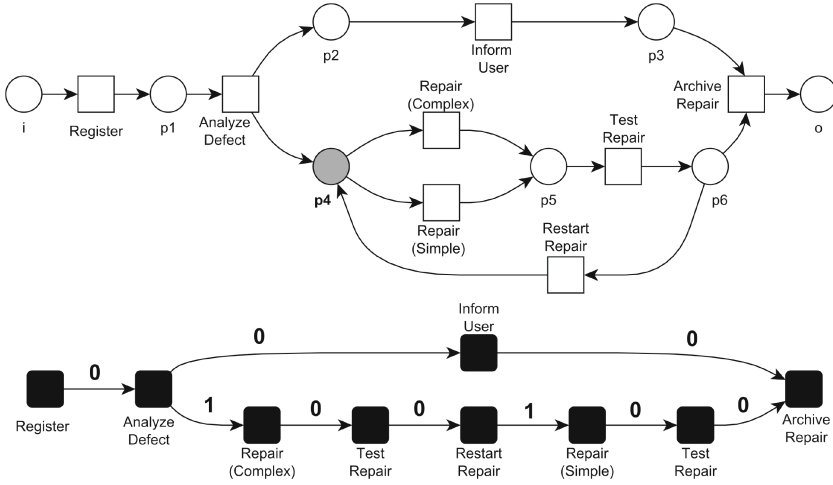 p2
Inform
User
p3
i
Register
p1
Analyze
Defect
Repair
(Complex)
Archive
Repair
o
p4
Repair
(Simple)
p5
Test
Repair
p6
Restart
Repair
Inform
User
0
0
0
Register
Analyze
Defect
1
0
0
1
0
0
Repair
(Complex)
Test
Repair
Restart
Repair
Repair
(Simple)
Test
Repair
Archive
Repair